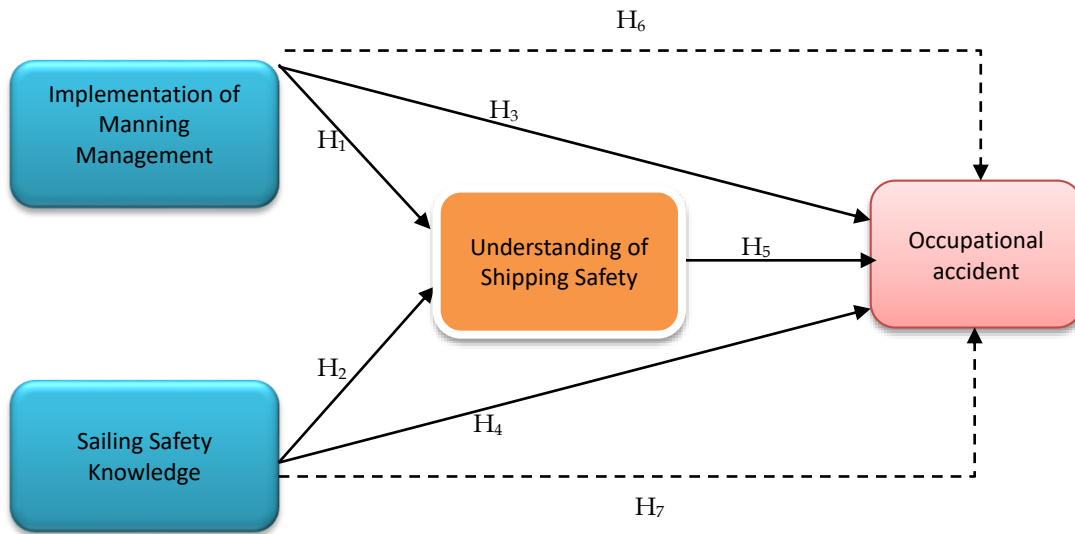 H₆
Implementation of
Manning
Management
H₃
H₁
Understanding of
Shipping Safety
H₅
Occupational
accident
H₂
Sailing Safety
Knowledge
H₄
H₇